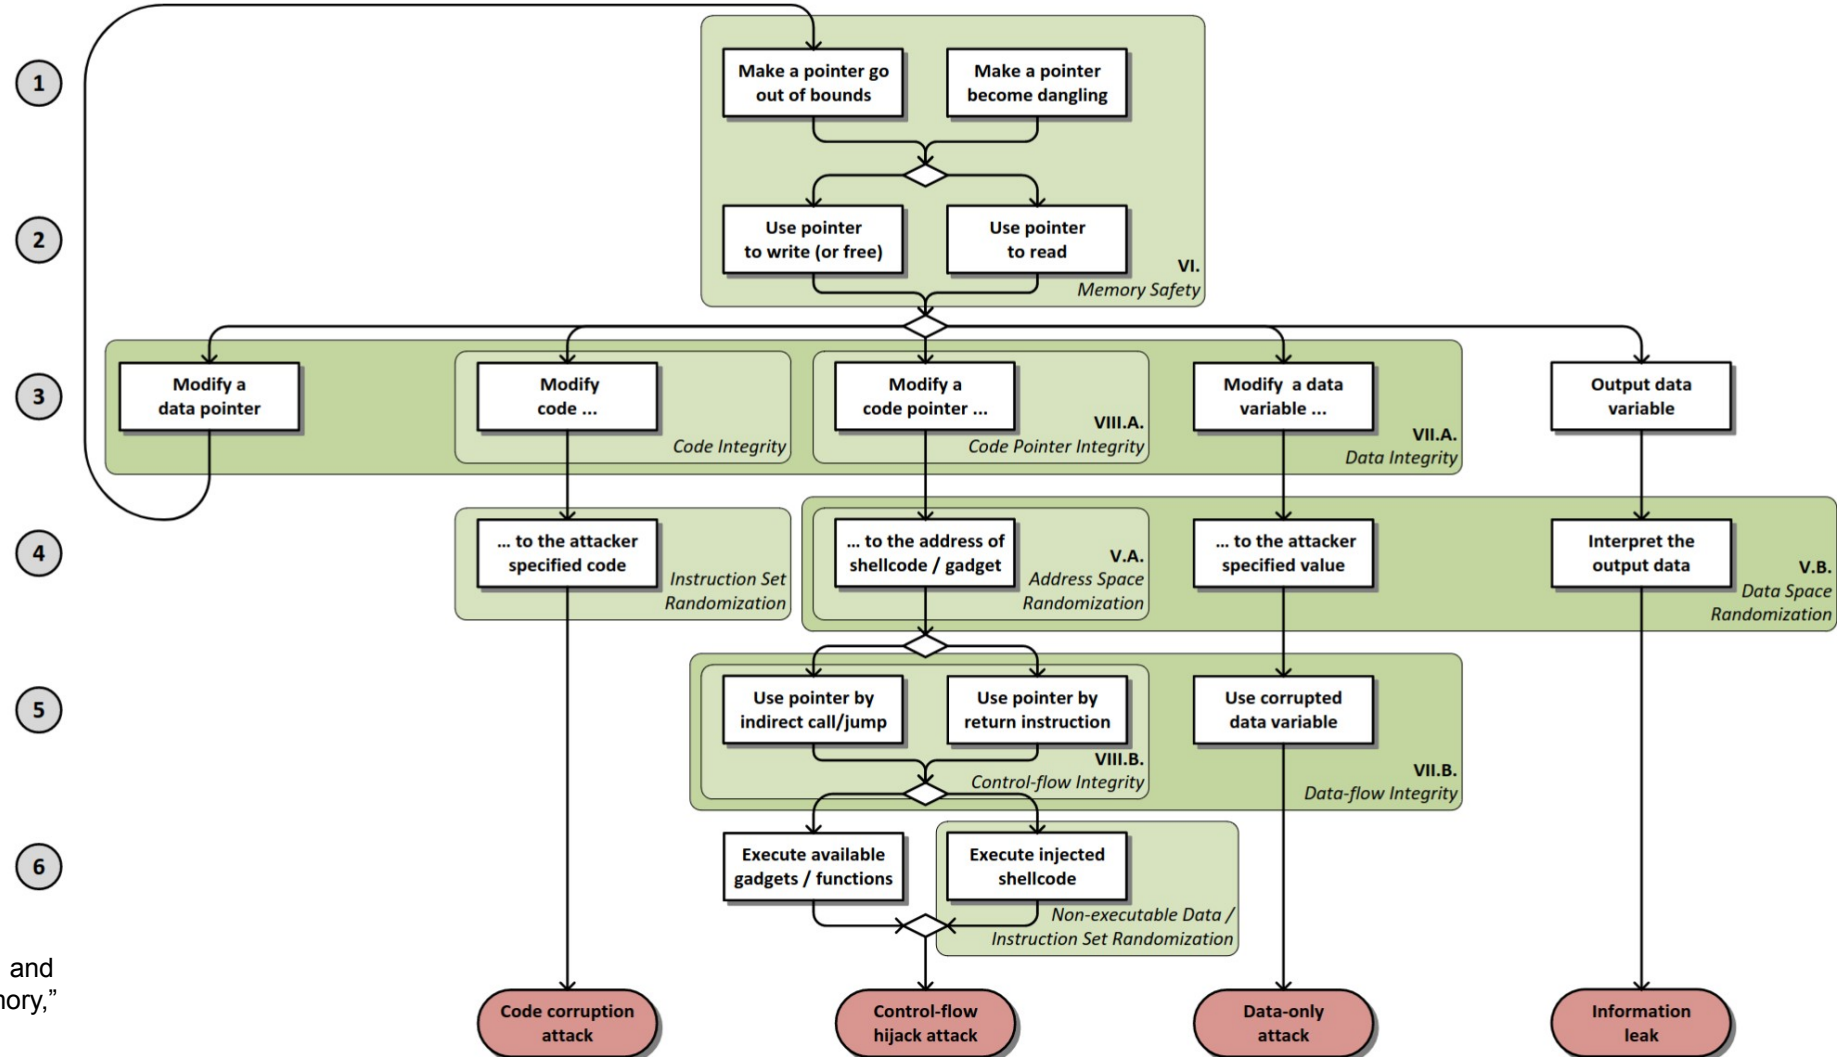 1
Make a pointer go
out of bounds
Make a pointer
become dangling
2
Use pointer
to write (or free)
Use pointer
to read
VI.
Memory Safety
3
Modify a
data pointer
Modify
code ...
Code Integrity
Modify a
code pointer ...
VIII.A.
Code Pointer Integrity
Modify a data
variable ...
VII.A.
Data Integrity
Output data
variable
4
... to the attacker
specified code
Instruction Set
Randomization
... to the address of
shellcode / gadget
V.A.
Address Space
Randomization
... to the attacker
specified value
Interpret the
output data
V.B.
Data Space
Randomization
5
Use pointer by
indirect call/jump
Use pointer by
return instruction
VIII.B.
Control-flow Integrity
Use corrupted
data variable
VII.B.
Data-flow Integrity
6
Execute available
gadgets / functions
Execute injected
shellcode
Non-executable Data /
Instruction Set Randomization
and
Code corruption
attack
Control-flow
hijack attack
Data-only
attack
Information
leak